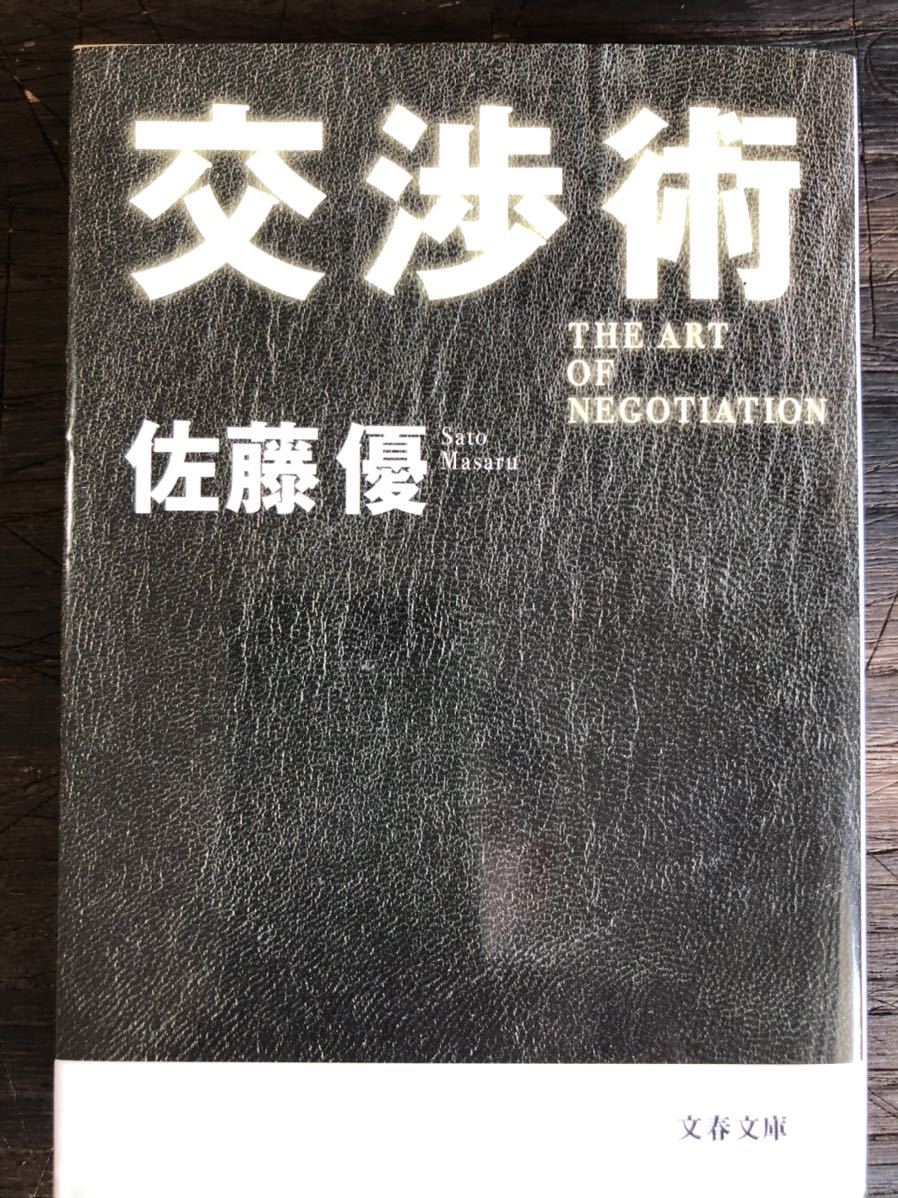 交渉術
THE ART
OF
NEGOTIATION
佐藤 優
Sato
Masaru
文春文庫